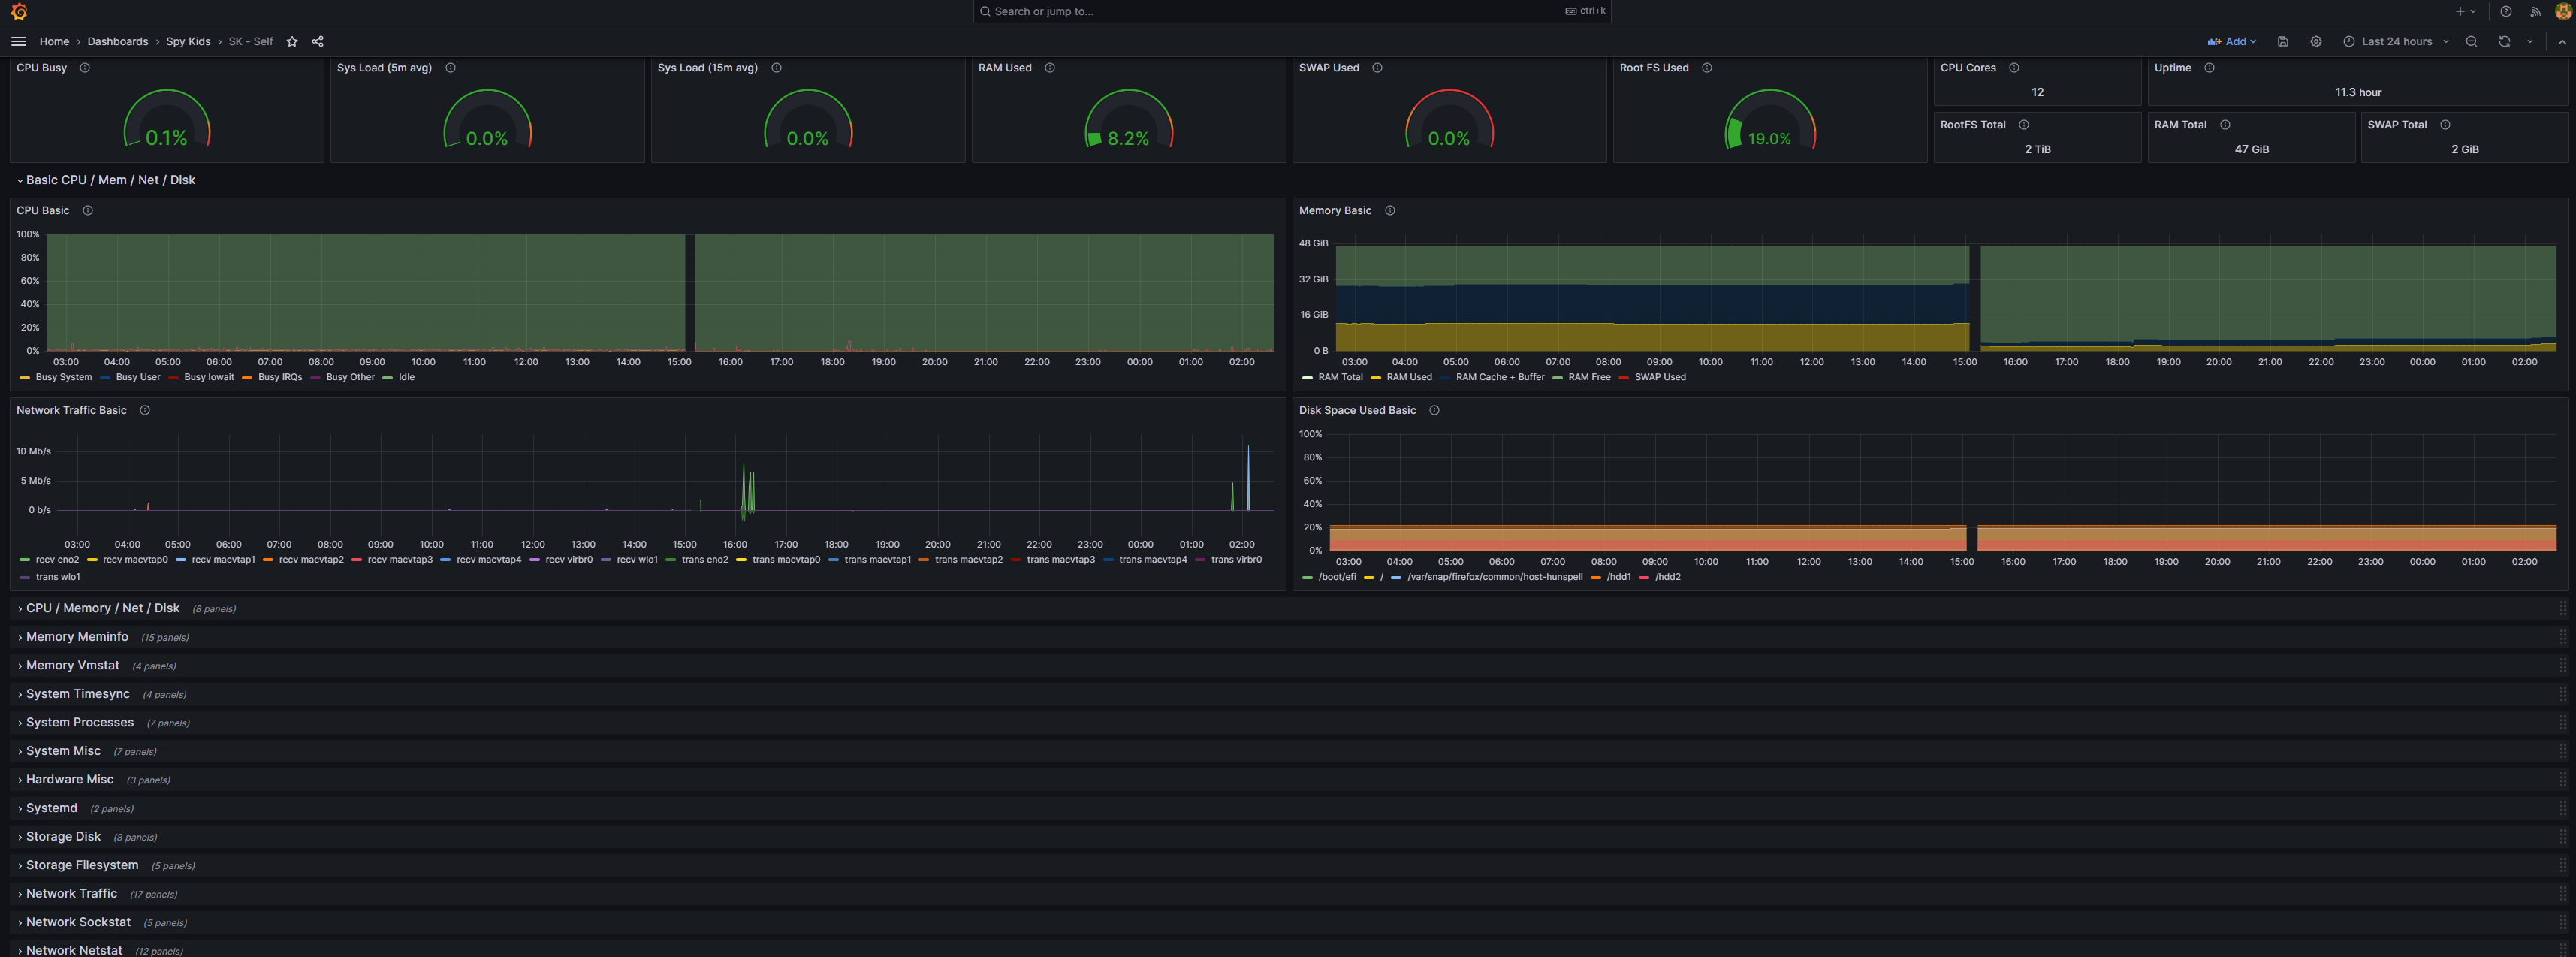 Search or jump to... ctrl+k
Home › Dashboards › Spy Kids › SK - Self Add Last 24 hours
CPU Busy
0.1%
Sys Load (5m avg)
0.0%
Sys Load (15m avg)
0.0%
RAM Used
8.2%
SWAP Used
0.0%
Root FS Used
19.0%
CPU Cores
12
Uptime
11.3 hour
RootFS Total
2 TiB
RAM Total
47 GiB
SWAP Total
2 GiB
Basic CPU / Mem / Net / Disk
CPU Basic
100%
80%
60%
40%
20%
0%
03:00 04:00 05:00 06:00 07:00 08:00 09:00 10:00 11:00 12:00 13:00 14:00 15:00 16:00 17:00 18:00 19:00 20:00 21:00 22:00 23:00 00:00 01:00 02:00
Busy System Busy User Busy Iowait Busy IRQs Busy Other Idle
Memory Basic
48 GiB
32 GiB
16 GiB
0 B
03:00 04:00 05:00 06:00 07:00 08:00 09:00 10:00 11:00 12:00 13:00 14:00 15:00 16:00 17:00 18:00 19:00 20:00 21:00 22:00 23:00 00:00 01:00 02:00
RAM Total RAM Used RAM Cache + Buffer RAM Free SWAP Used
Network Traffic Basic
10 Mb/s
5 Mb/s
0 b/s
03:00 04:00 05:00 06:00 07:00 08:00 09:00 10:00 11:00 12:00 13:00 14:00 15:00 16:00 17:00 18:00 19:00 20:00 21:00 22:00 23:00 00:00 01:00 02:00
recv eno2 recv macvtap0 recv macvtap1 recv macvtap2 recv macvtap3 recv macvtap4 recv virbr0 recv wlo1 trans eno2 trans macvtap0 trans macvtap1 trans macvtap2 trans macvtap3 trans macvtap4 trans virbr0
trans wlo1
Disk Space Used Basic
100%
80%
60%
40%
20%
0%
03:00 04:00 05:00 06:00 07:00 08:00 09:00 10:00 11:00 12:00 13:00 14:00 15:00 16:00 17:00 18:00 19:00 20:00 21:00 22:00 23:00 00:00 01:00 02:00
/boot/efi / /var/snap/firefox/common/host-hunspell /hdd1 /hdd2
CPU / Memory / Net / Disk (8 panels)
Memory Meminfo (15 panels)
Memory Vmstat (4 panels)
System Timesync (4 panels)
System Processes (7 panels)
System Misc (7 panels)
Hardware Misc (3 panels)
Systemd (2 panels)
Storage Disk (8 panels)
Storage Filesystem (5 panels)
Network Traffic (17 panels)
Network Sockstat (5 panels)
Network Netstat (12 panels)